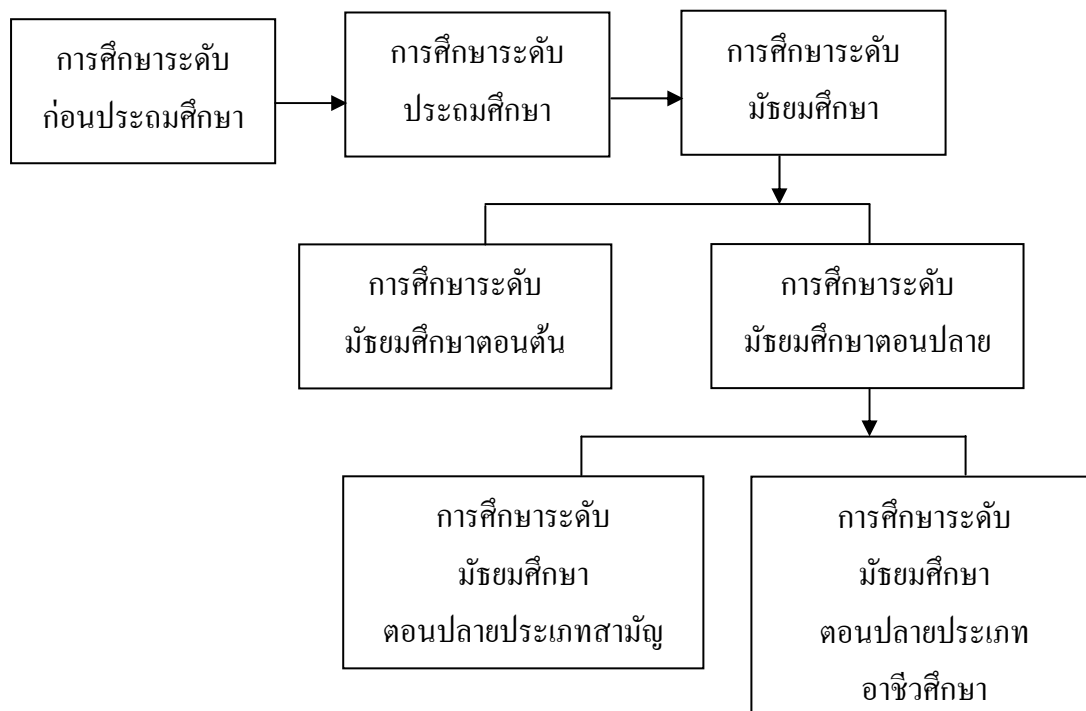 การศึกษาระดับ
ก่อนประถมศึกษา
การศึกษาระดับ
ประถมศึกษา
การศึกษาระดับ
มัธยมศึกษา
การศึกษาระดับ
มัธยมศึกษาตอนต้น
การศึกษาระดับ
มัธยมศึกษาตอนปลาย
การศึกษาระดับ
มัธยมศึกษา
ตอนปลายประเภทสามัญ
การศึกษาระดับ
มัธยมศึกษา
ตอนปลายประเภท
อาชีวศึกษา